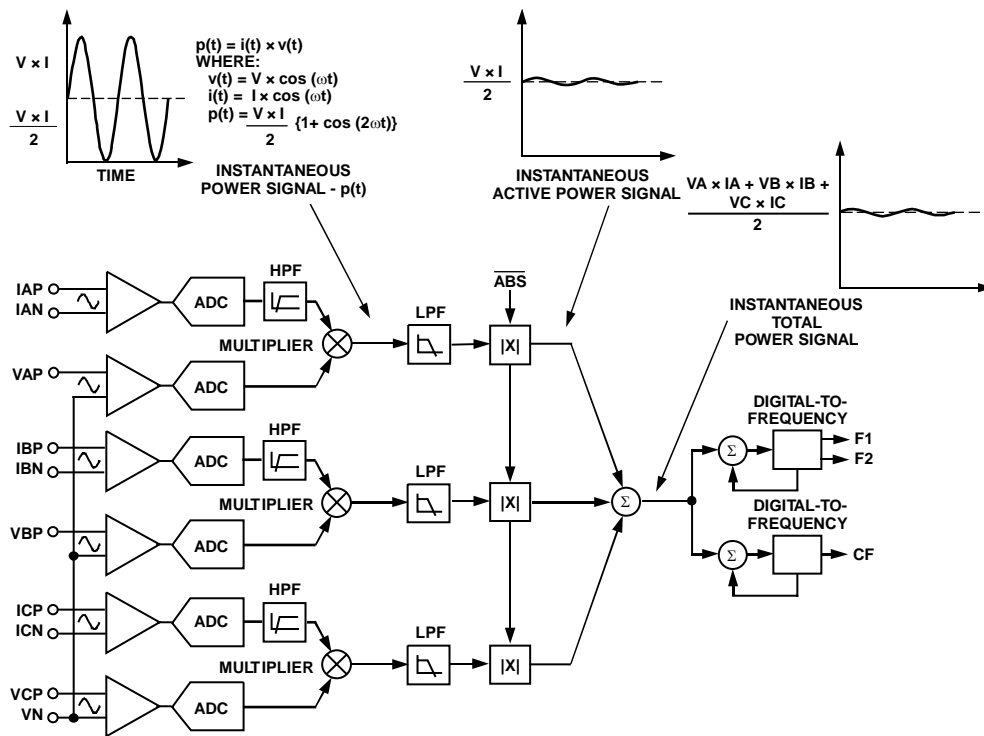 V × I
V × I
2
TIME
p(t) = i(t) × v(t)
WHERE:
v(t) = V × cos (ωt)
i(t) = I × cos (ωt)
p(t) = V × I
2
{1+ cos (2ωt)}
INSTANTANEOUS
POWER SIGNAL - p(t)
V × I
2
INSTANTANEOUS
ACTIVE POWER SIGNAL
VA × IA + VB × IB +
VC × IC
2
INSTANTANEOUS
TOTAL
POWER SIGNAL
IAP
IAN
ADC
HPF
MULTIPLIER
LPF
ABS
|X|
VAP
ADC
IBP
IBN
ADC
HPF
MULTIPLIER
LPF
|X|
Σ
VBP
ADC
ICP
ICN
ADC
HPF
MULTIPLIER
LPF
|X|
VCP
VN
ADC
DIGITAL-TO-
FREQUENCY
Σ
F1
F2
DIGITAL-TO-
FREQUENCY
Σ
CF